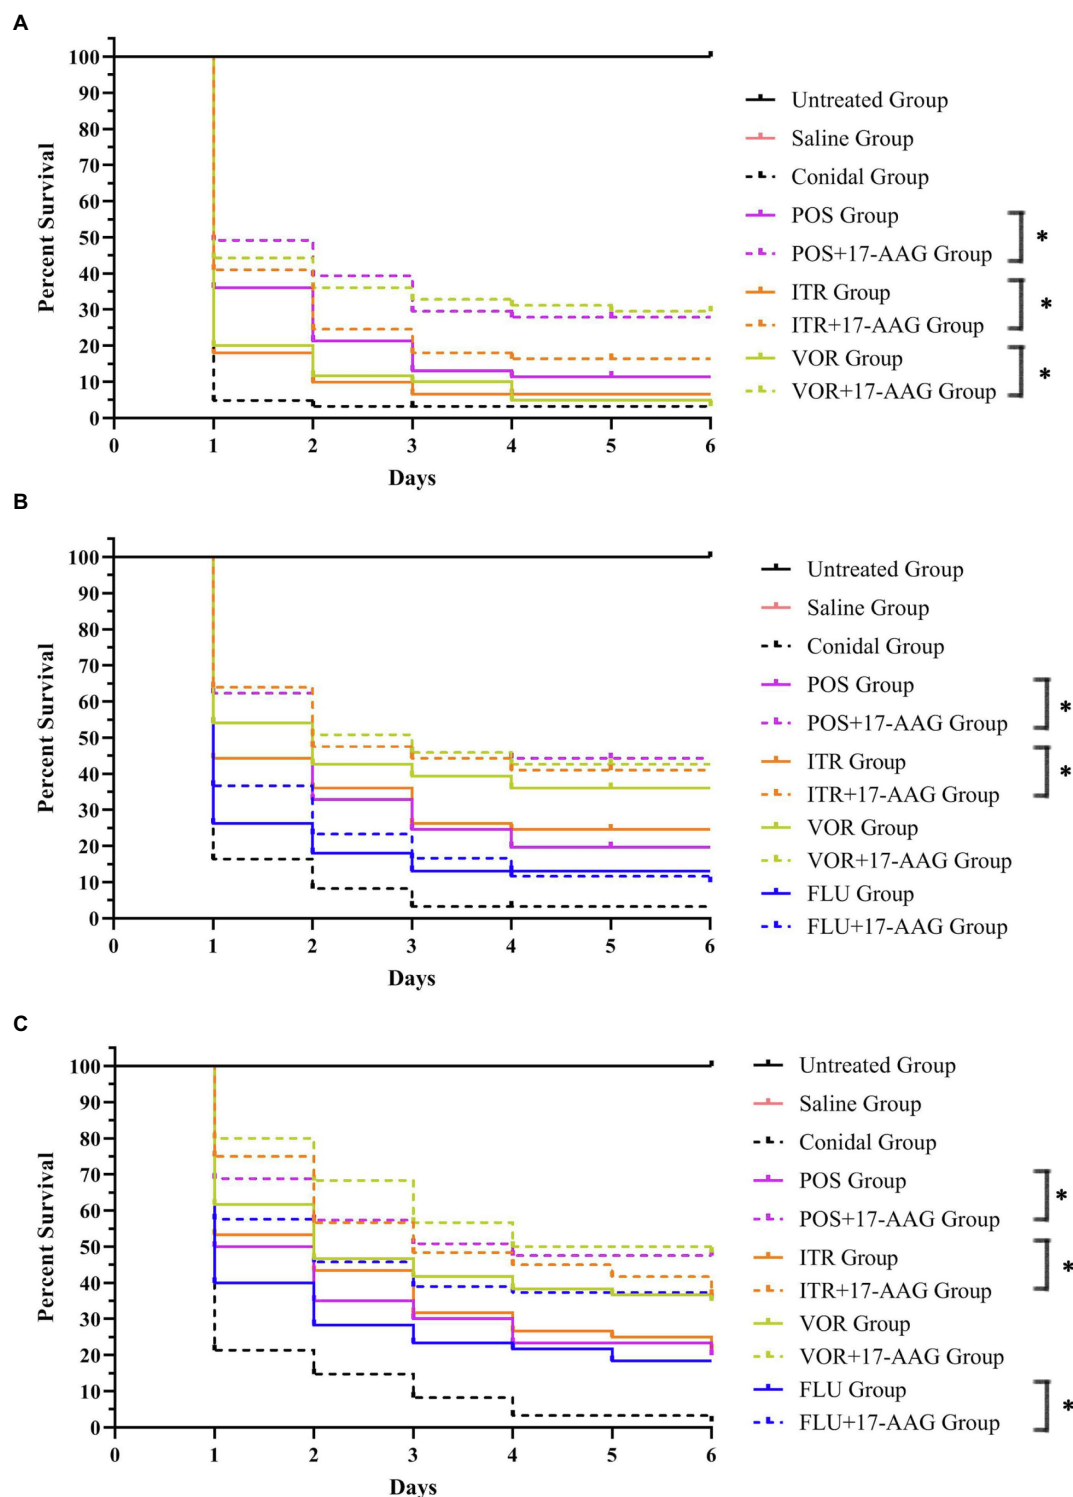 A
Percent Survival
100
90
80
70
60
50
40
30
20
10
0
0 1 2 3 4 5 6
Days
Untreated Group
Saline Group
Conidal Group
POS Group
POS+17-AAG Group
*
ITR Group
ITR+17-AAG Group
*
VOR Group
VOR+17-AAG Group
*
B
Percent Survival
100
90
80
70
60
50
40
30
20
10
0
0 1 2 3 4 5 6
Days
Untreated Group
Saline Group
Conidal Group
POS Group
POS+17-AAG Group
*
ITR Group
ITR+17-AAG Group
*
VOR Group
VOR+17-AAG Group
FLU Group
FLU+17-AAG Group
C
Percent Survival
100
90
80
70
60
50
40
30
20
10
0
0 1 2 3 4 5 6
Days
Untreated Group
Saline Group
Conidal Group
POS Group
POS+17-AAG Group
*
ITR Group
ITR+17-AAG Group
*
VOR Group
VOR+17-AAG Group
FLU Group
FLU+17-AAG Group
*